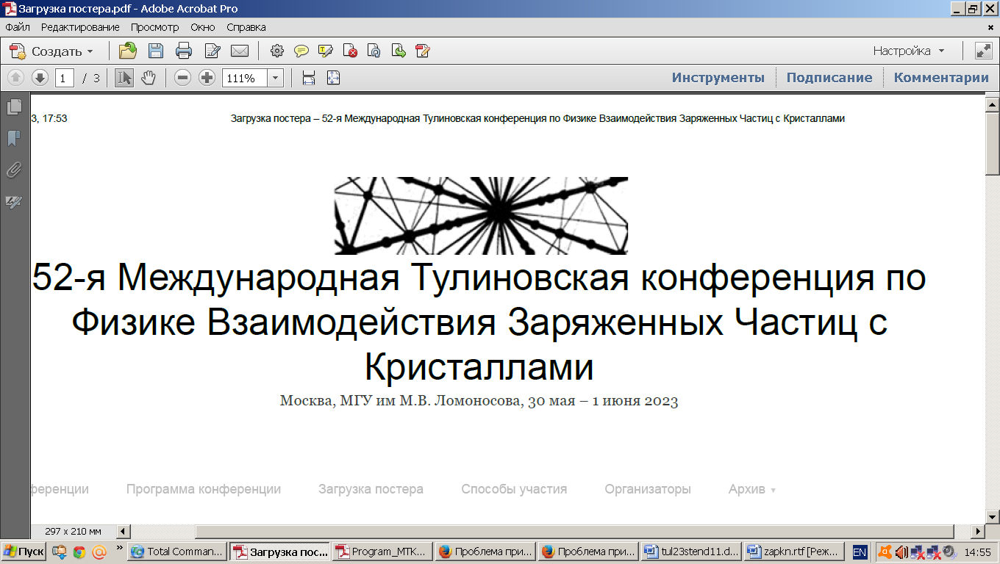 Загрузка постера.pdf - Adobe Acrobat Pro
Файл Редактирование Просмотр Окно Справка
Создать Настройка
1 / 3 111% Инструменты Подписание Комментарии
3, 17:53 Загрузка постера – 52-я Международная Тулиновская конференция по Физике Взаимодействия Заряженных Частиц с Кристаллами
52-я Международная Тулиновская конференция по
Физике Взаимодействия Заряженных Частиц с
Кристаллами
Москва, МГУ им М.В. Ломоносова, 30 мая – 1 июня 2023
ференции Программа конференции Загрузка постера Способы участия Организаторы Архив
297 x 210 мм
Пуск » Total Comman... Загрузка пос... Program_MTK... Проблема при... Проблема при... tul23stend11.d... zapkn.rtf [Реж... EN 14:55